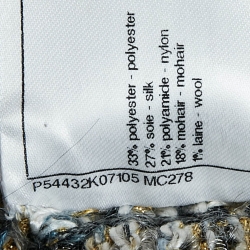 33% polyester - polyester
27% soie - silk
21% polyamide - nylon
18% mohair - mohair
1% laine - wool
P54432K07105 MC278